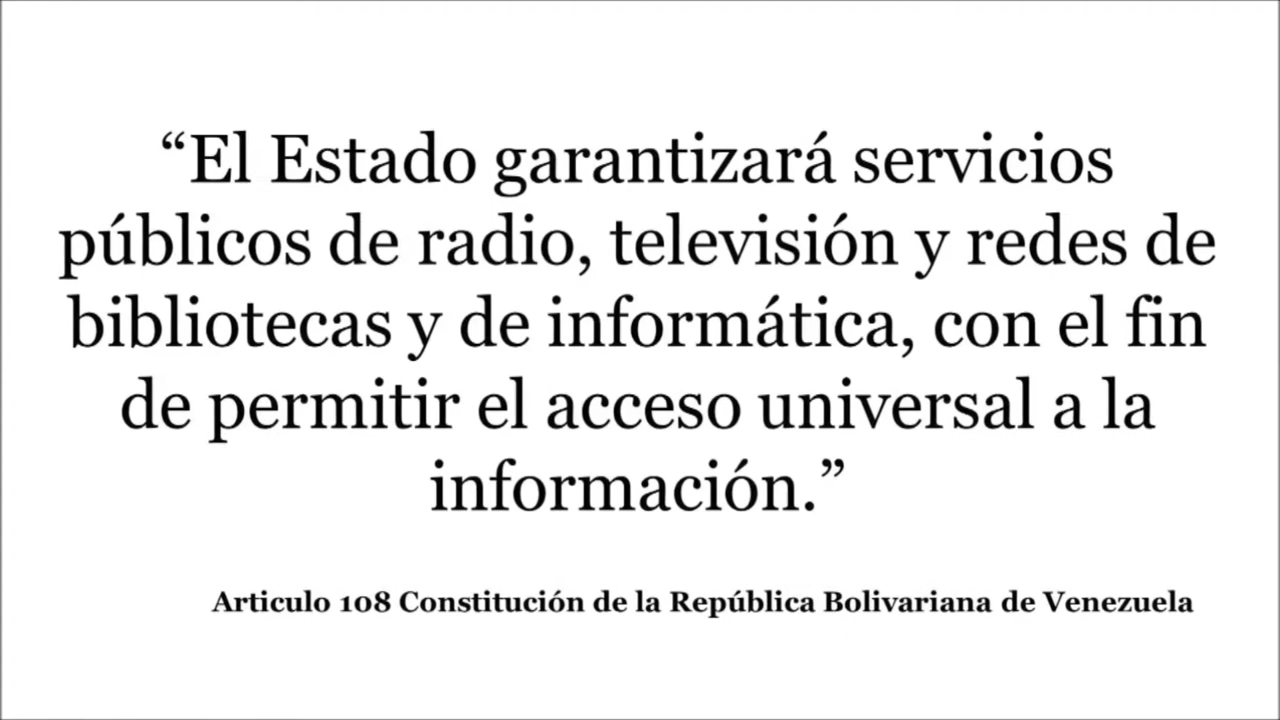 “El Estado garantizará servicios
públicos de radio, televisión y redes de
bibliotecas y de informática, con el fin
de permitir el acceso universal a la
información.”
Articulo 108 Constitución de la República Bolivariana de Venezuela